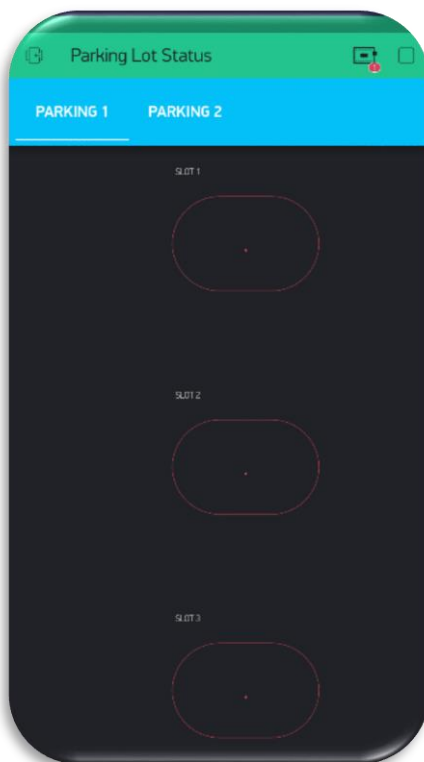 Parking Lot Status
PARKING 1 PARKING 2
SLOT 1
SLOT 2
SLOT 3